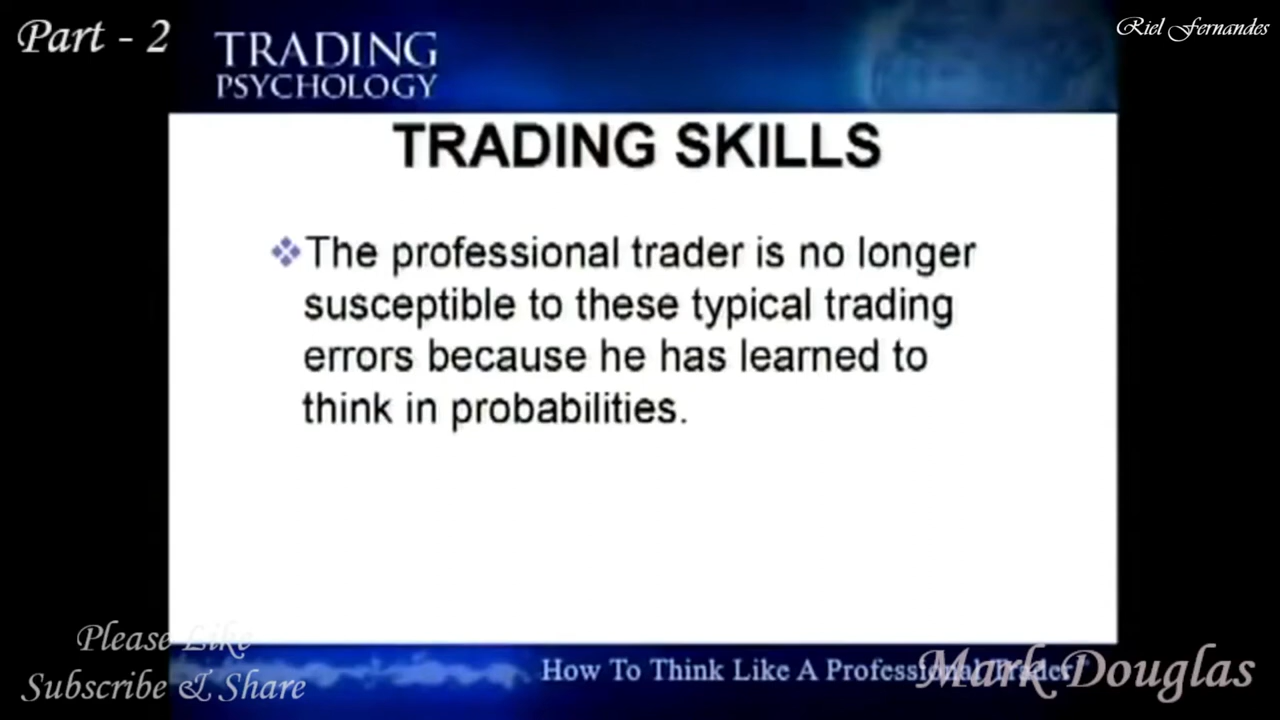 Part - 2
Riel Fernandes
TRADING
PSYCHOLOGY
TRADING SKILLS
The professional trader is no longer
susceptible to these typical trading
errors because he has learned to
think in probabilities.
Please Like
Subscribe & Share
How To Think Like A Professional Trader
Mark Douglas